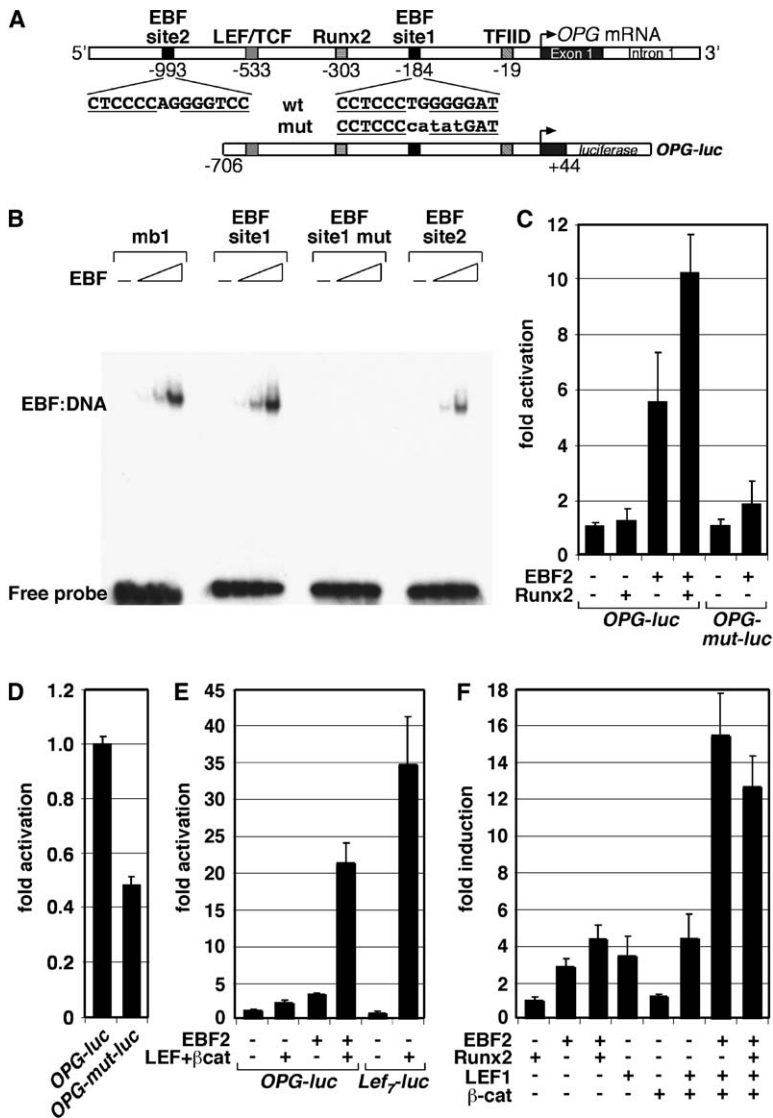 A
EBF site2 LEF/TCF Runx2 EBF site1 TFIID OPG mRNA
5' Exon 1 Intron 1 3'
-993 -533 -303 -184 -19
CTCCCCAGGGGTCC wt CCTCCCTGGGGGAT
mut CCTCCCcatatGAT
-706 +44 luciferase OPG-luc
B
mb1 EBF site1 EBF site1 mut EBF site2
EBF – – – –
EBF:DNA
Free probe
C
fold activation
12
10
8
6
4
2
0
EBF2 - - + + - +
Runx2 - + - + - -
OPG-luc OPG-mut-luc
D
fold activation
1.2
1.0
0.8
0.6
0.4
0.2
0
OPG-luc OPG-mut-luc
E
fold activation
45
40
35
30
25
20
15
10
5
0
EBF2 - - + + - -
LEF+βcat - + - + - +
OPG-luc Lef7-luc
F
fold induction
18
16
14
12
10
8
6
4
2
0
EBF2 - + + - - - + +
Runx2 + - + - - - - +
LEF1 - - - + - + + +
β-cat - - - - + + + +